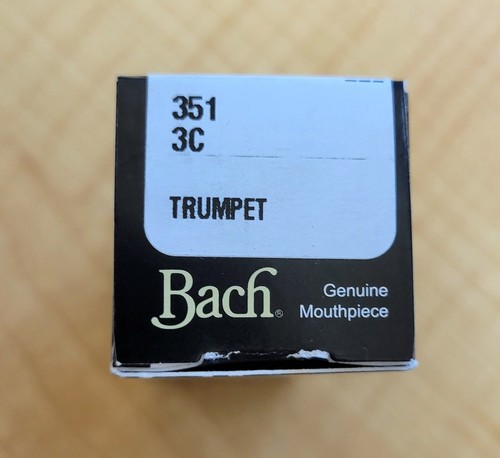 351
3C
TRUMPET
Bach®
Genuine
Mouthpiece